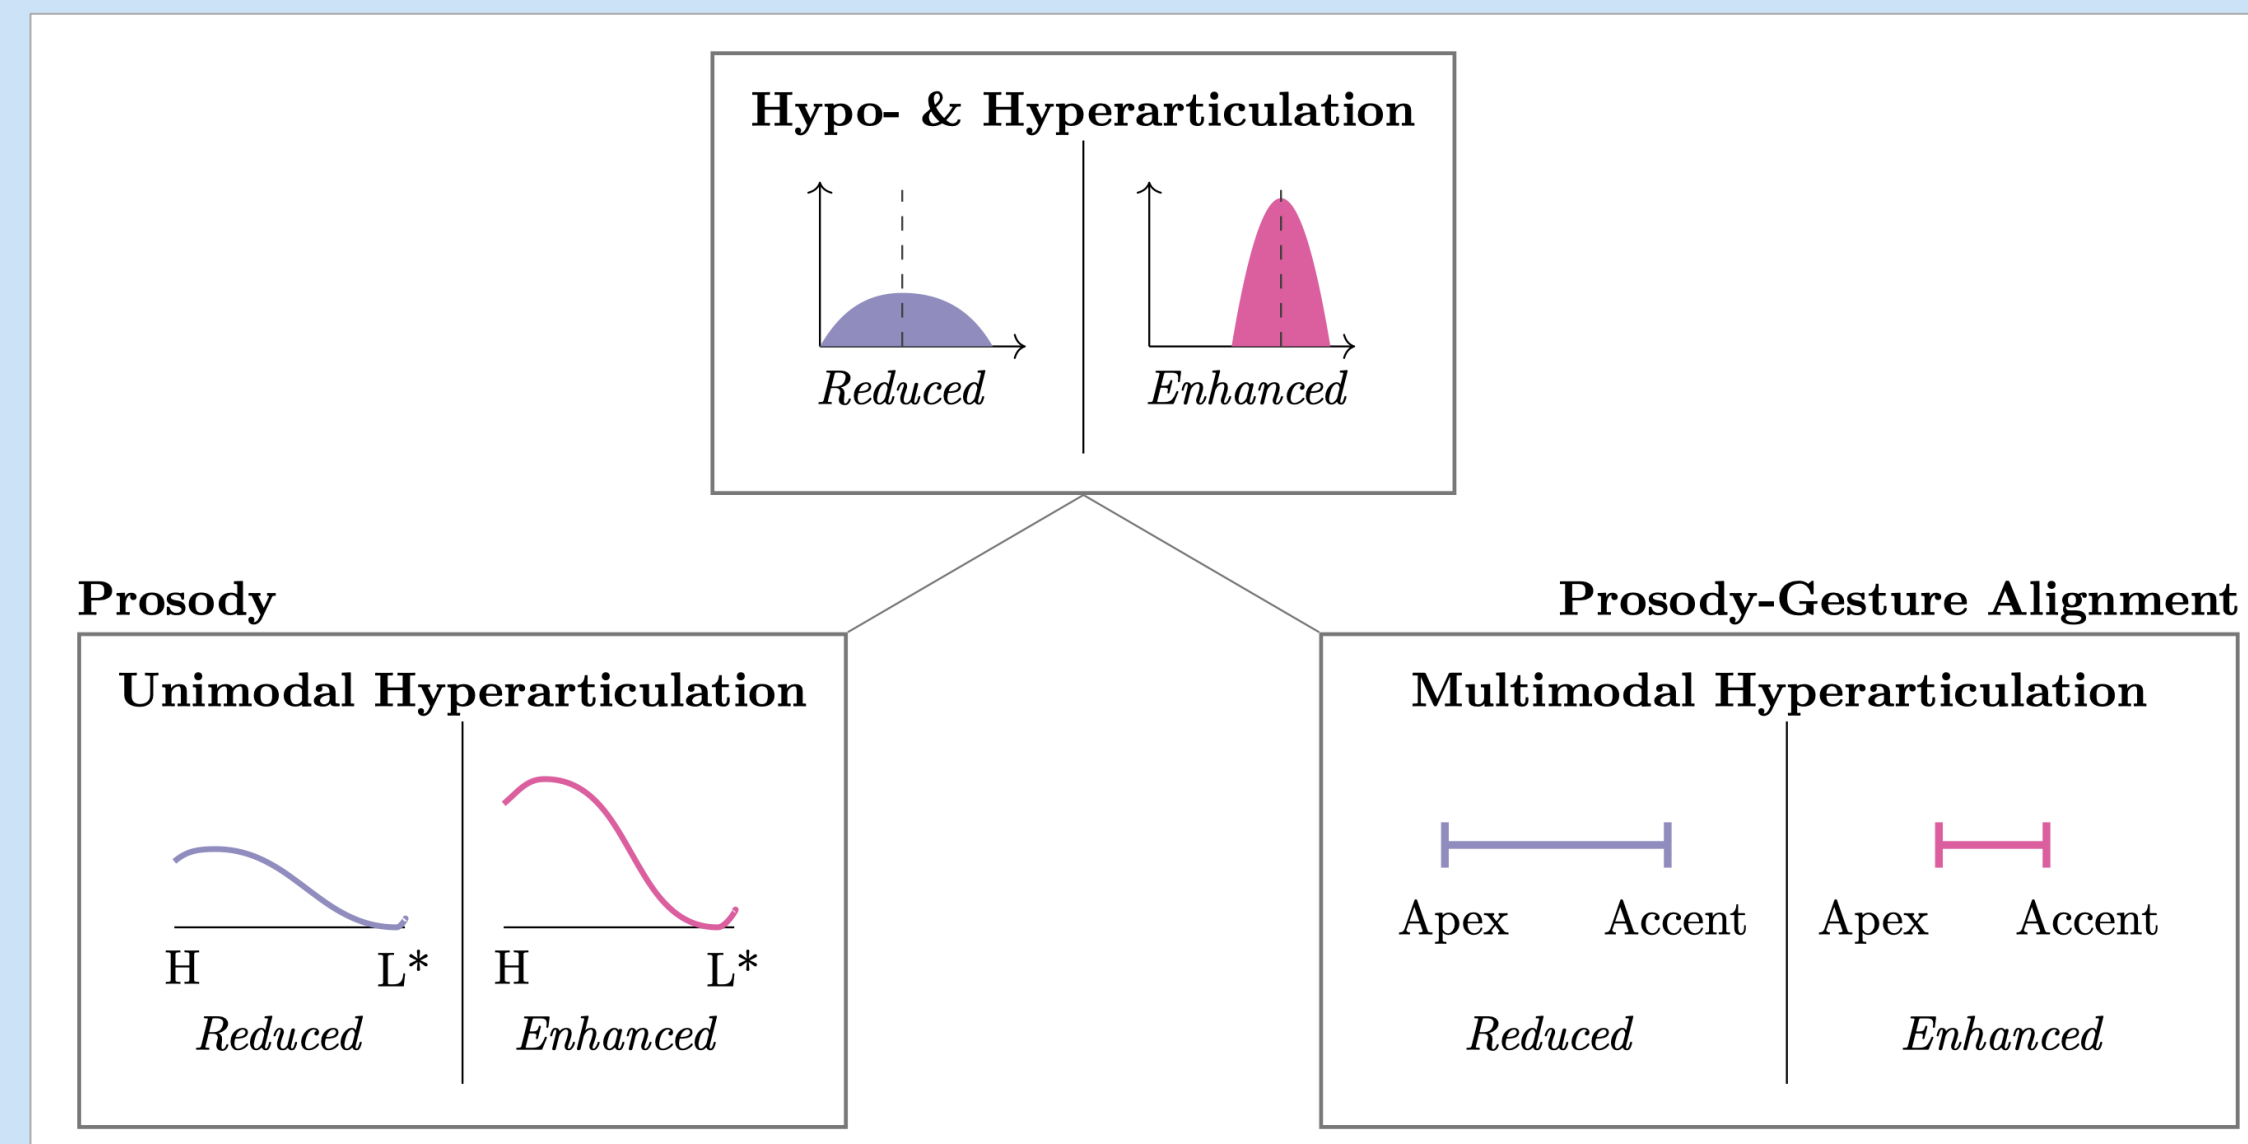 Hypo- & Hyperarticulation
Reduced
Enhanced
Prosody
Unimodal Hyperarticulation
H
L*
H
L*
Reduced
Enhanced
Prosody-Gesture Alignment
Multimodal Hyperarticulation
Apex
Accent
Apex
Accent
Reduced
Enhanced